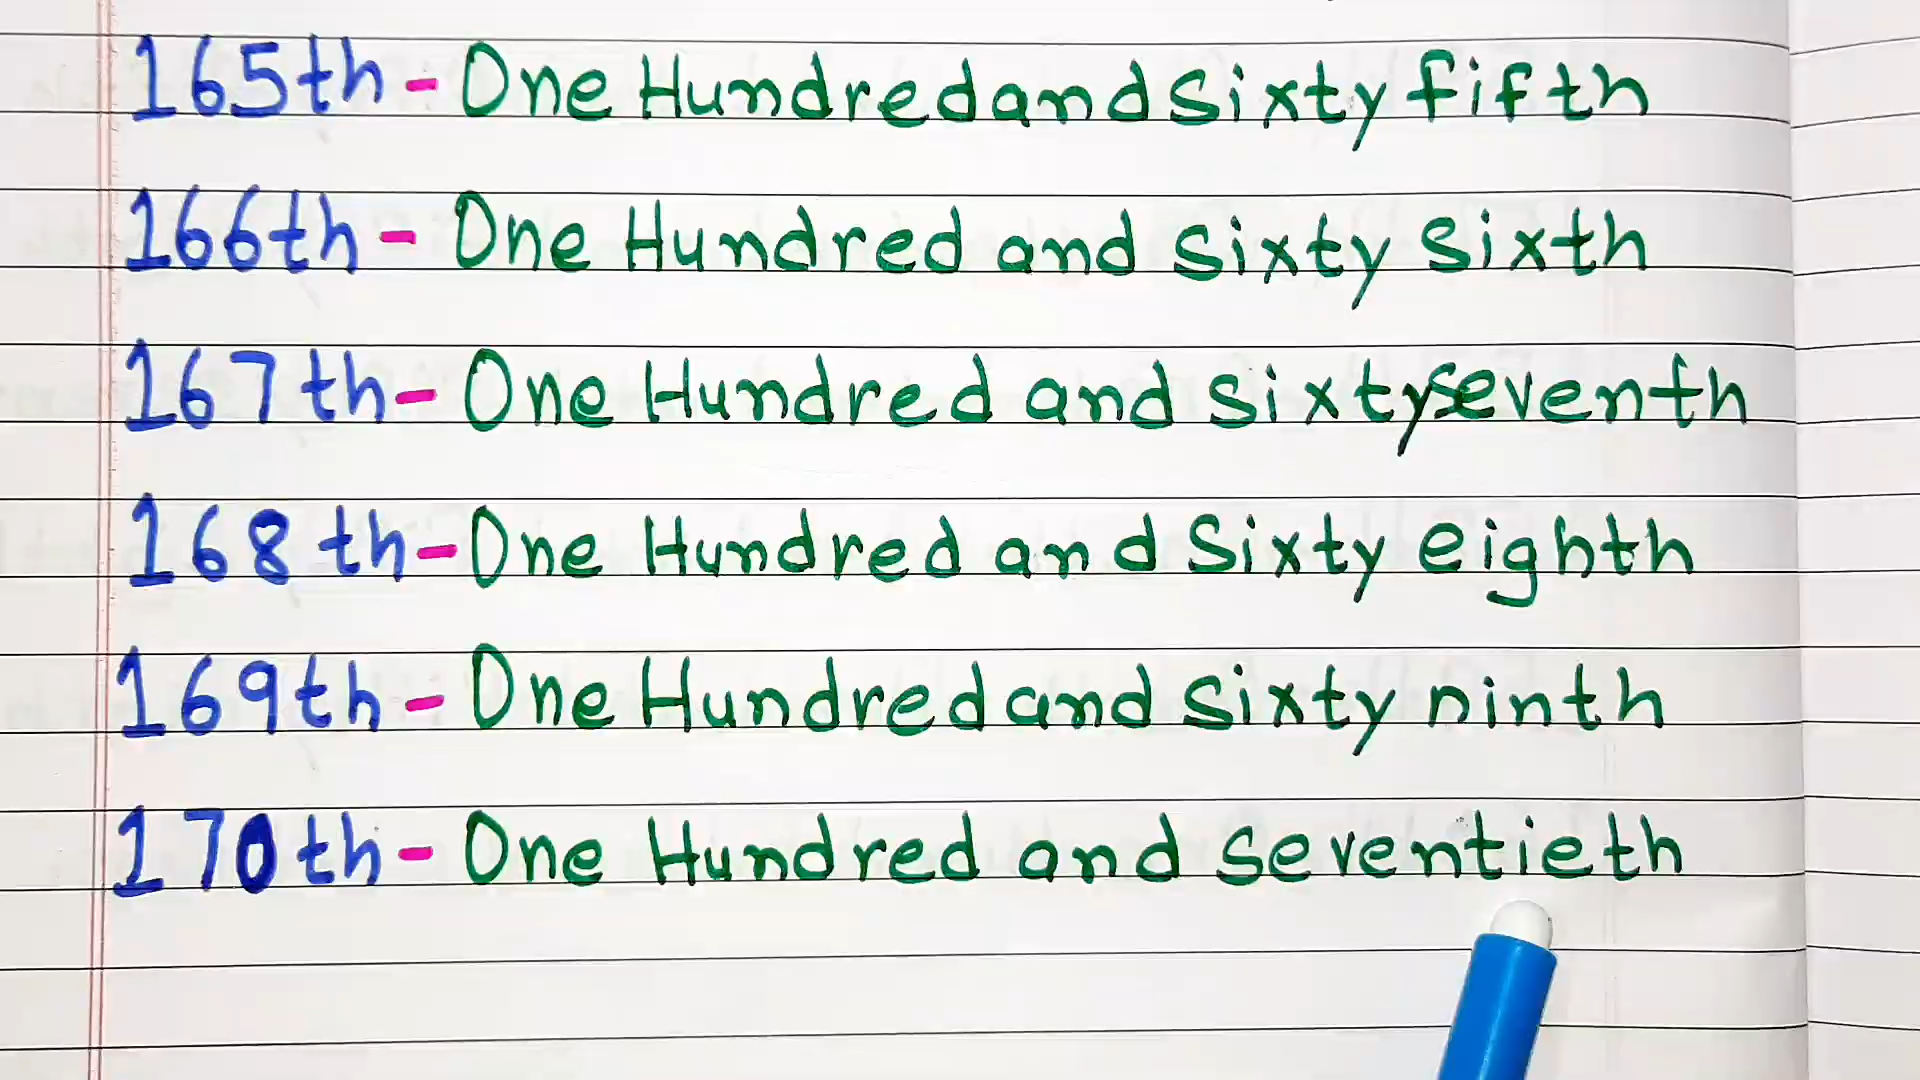 165th - One Hundred and Sixty fifth
166th - One Hundred and Sixty Sixth
167th - One Hundred and Sixty seventh
168th - One Hundred and Sixty eighth
169th - One Hundred and Sixty ninth
170th - One Hundred and Seventieth